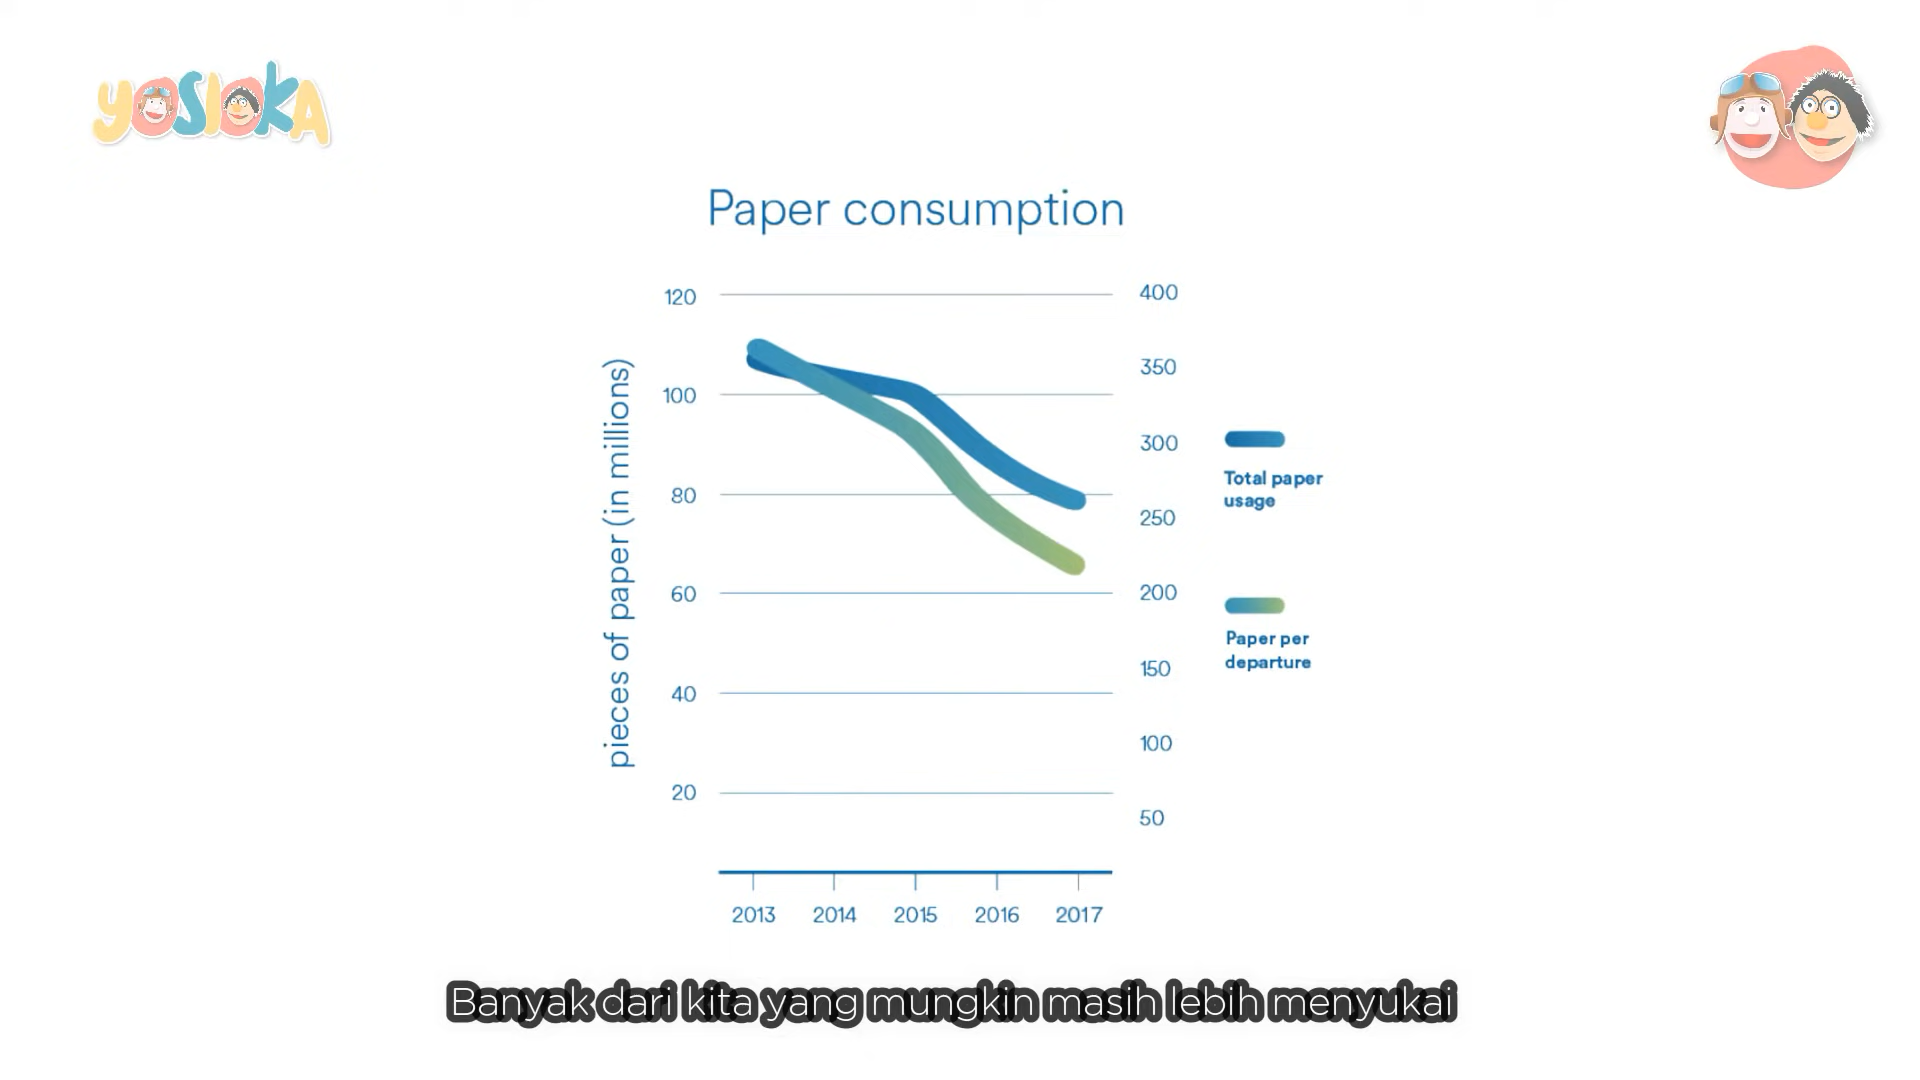 YOSIOKA
Paper consumption
pieces of paper (in millions)
120
100
80
60
40
20
400
350
300
250
200
150
100
50
2013 2014 2015 2016 2017
Total paper
usage
Paper per
departure
Banyak dari kita yang mungkin masih lebih menyukai